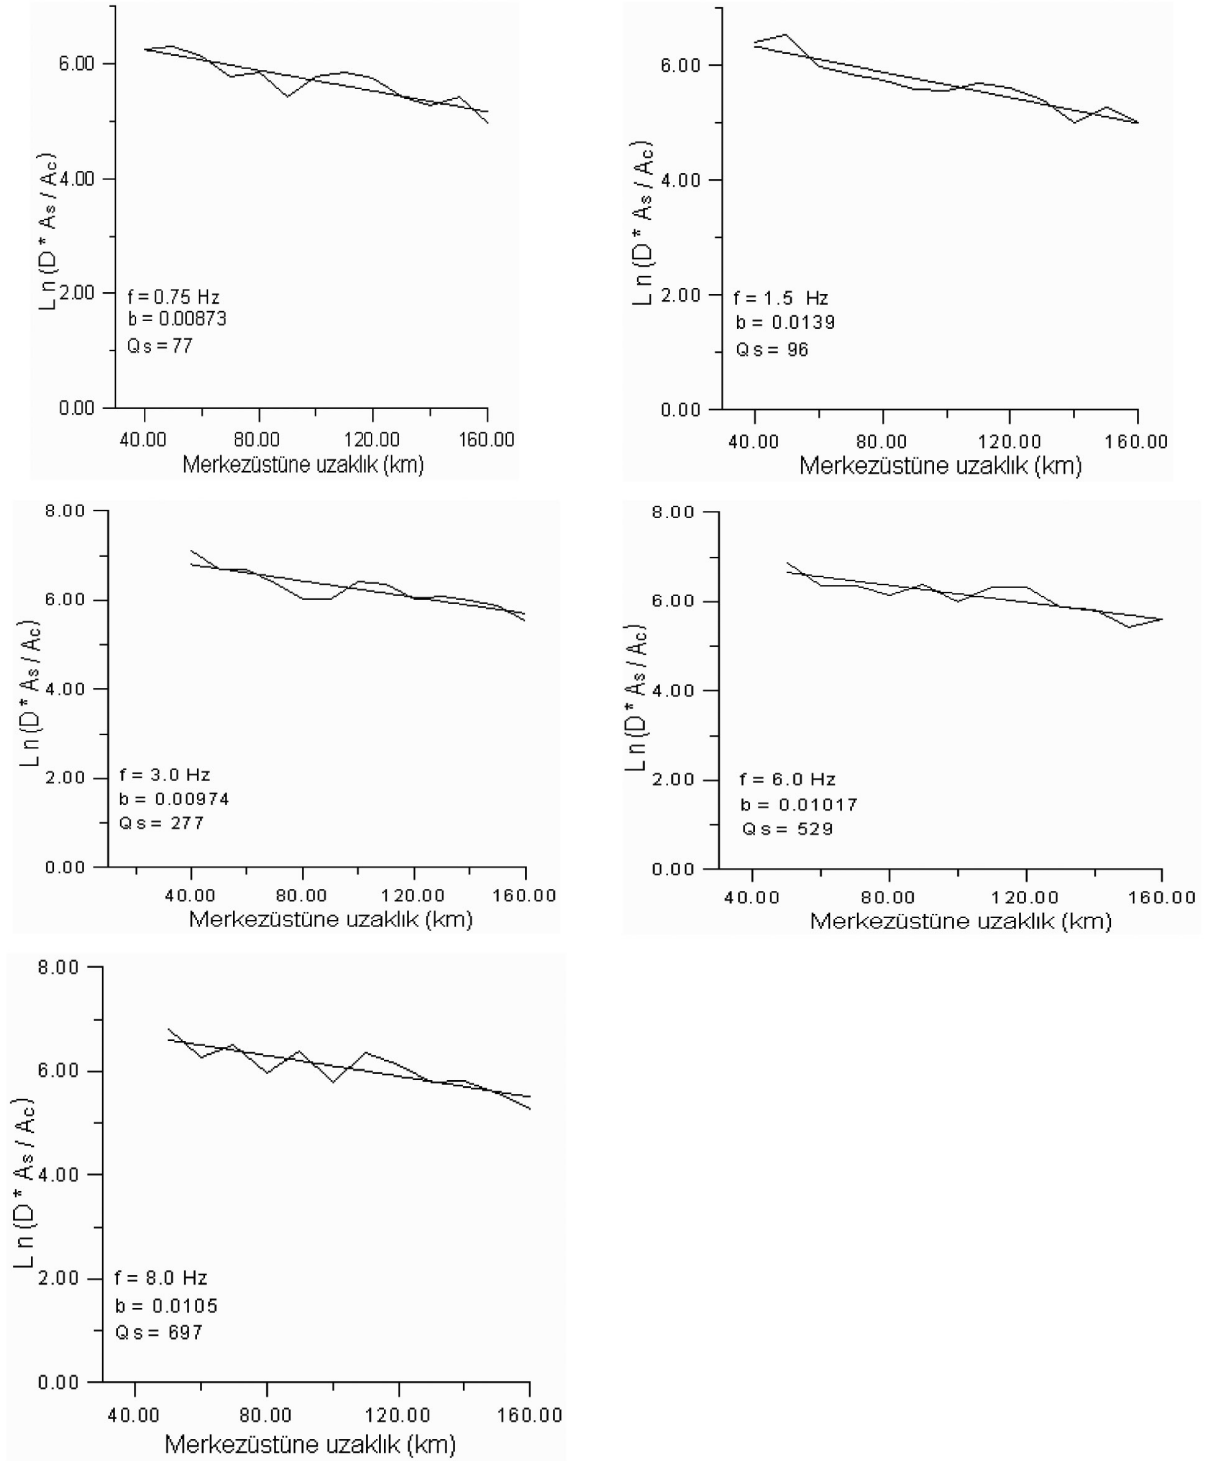 6.00
4.00
2.00
0.00
Ln(D* As / Ac)
f = 0.75 Hz
b = 0.00873
Qs = 77
40.00 80.00 120.00 160.00
Merkezüstüne uzaklık (km)
6.00
4.00
2.00
0.00
Ln(D* As / Ac)
f = 1.5 Hz
b = 0.0139
Qs = 96
40.00 80.00 120.00 160.00
Merkezüstüne uzaklık (km)
8.00
6.00
4.00
2.00
0.00
Ln(D* As / Ac)
f = 3.0 Hz
b = 0.00974
Qs = 277
40.00 80.00 120.00 160.00
Merkezüstüne uzaklık (km)
8.00
6.00
4.00
2.00
0.00
Ln(D* As / Ac)
f = 6.0 Hz
b = 0.01017
Qs = 529
40.00 80.00 120.00 160.00
Merkezüstüne uzaklık (km)
8.00
6.00
4.00
2.00
0.00
Ln(D* As / Ac)
f = 8.0 Hz
b = 0.0105
Qs = 697
40.00 80.00 120.00 160.00
Merkezüstüne uzaklık (km)